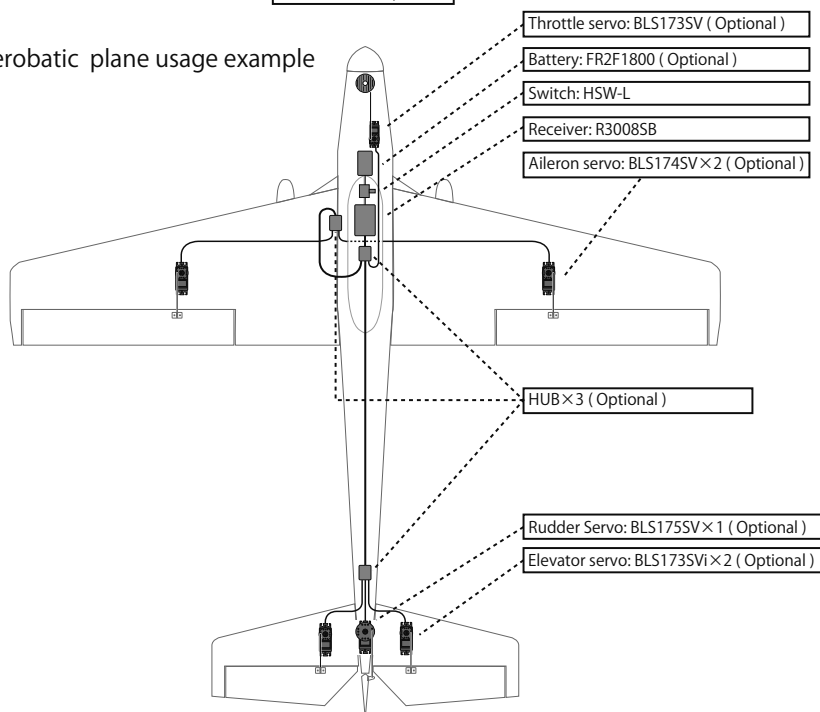 erobatic plane usage example
Throttle servo: BLS173SV ( Optional )
Battery: FR2F1800 ( Optional )
Switch: HSW-L
Receiver: R3008SB
Aileron servo: BLS174SV×2 ( Optional )
HUB×3 ( Optional )
Rudder Servo: BLS175SV×1 ( Optional )
Elevator servo: BLS173SVi×2 ( Optional )